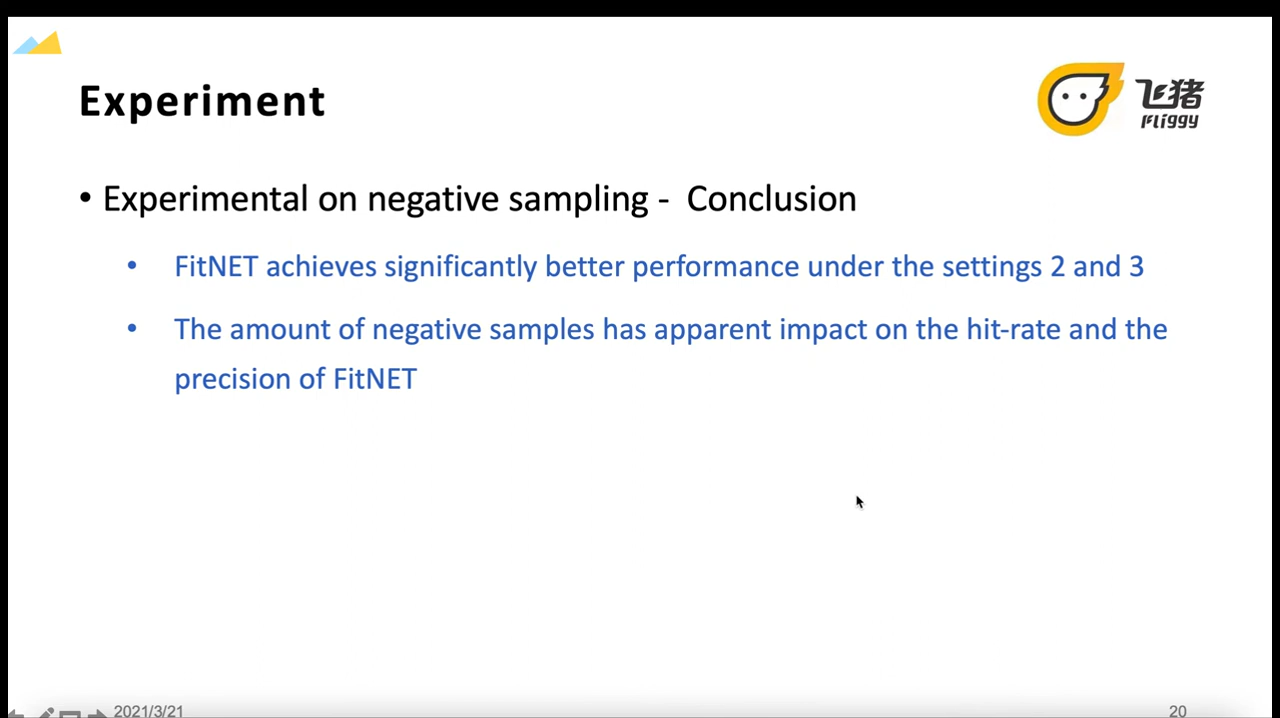 Experiment
飞猪
Fliggy
• Experimental on negative sampling - Conclusion
• FitNET achieves significantly better performance under the settings 2 and 3
• The amount of negative samples has apparent impact on the hit-rate and the
precision of FitNET
2021/3/21
20